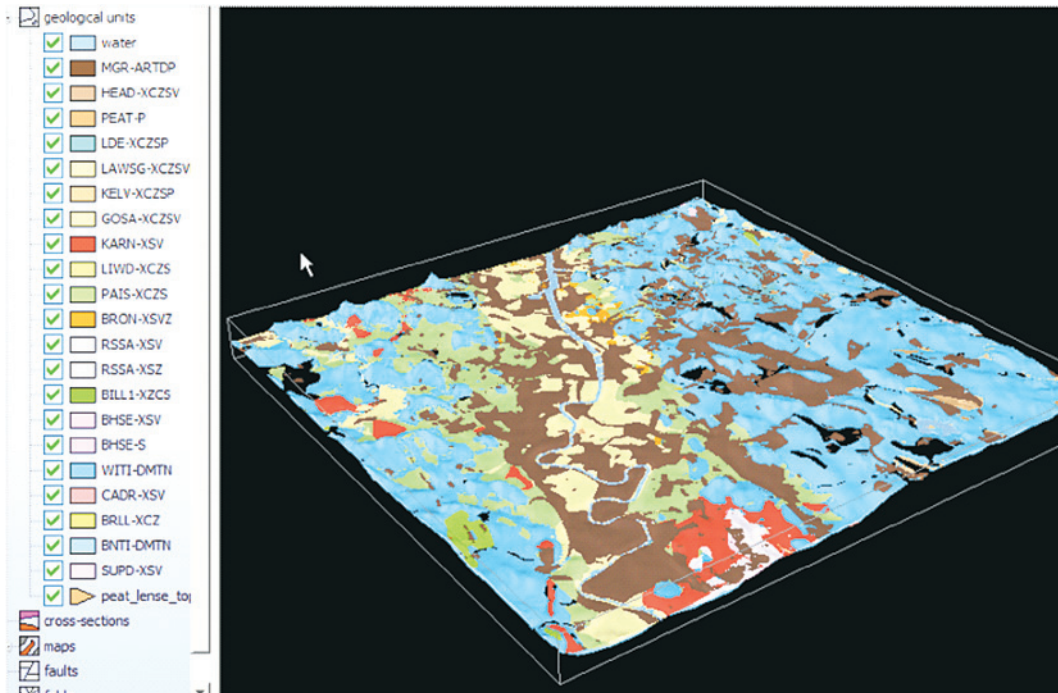 geological units
water
MGR-ARTDP
HEAD-XCZSV
PEAT-P
LDE-XCZSP
LAWSG-XCZSV
KELV-XCZSP
GOSA-XCZSV
KARN-XSV
LIWD-XCZS
PAIS-XCZS
BRON-XSVZ
RSSA-XSV
RSSA-XSZ
BILL1-XZCS
BHSE-XSV
BHSE-S
WITI-DMTN
CADR-XSV
BRLL-XCZ
BNTI-DMTN
SUPD-XSV
peat_lense_top
cross-sections
maps
faults